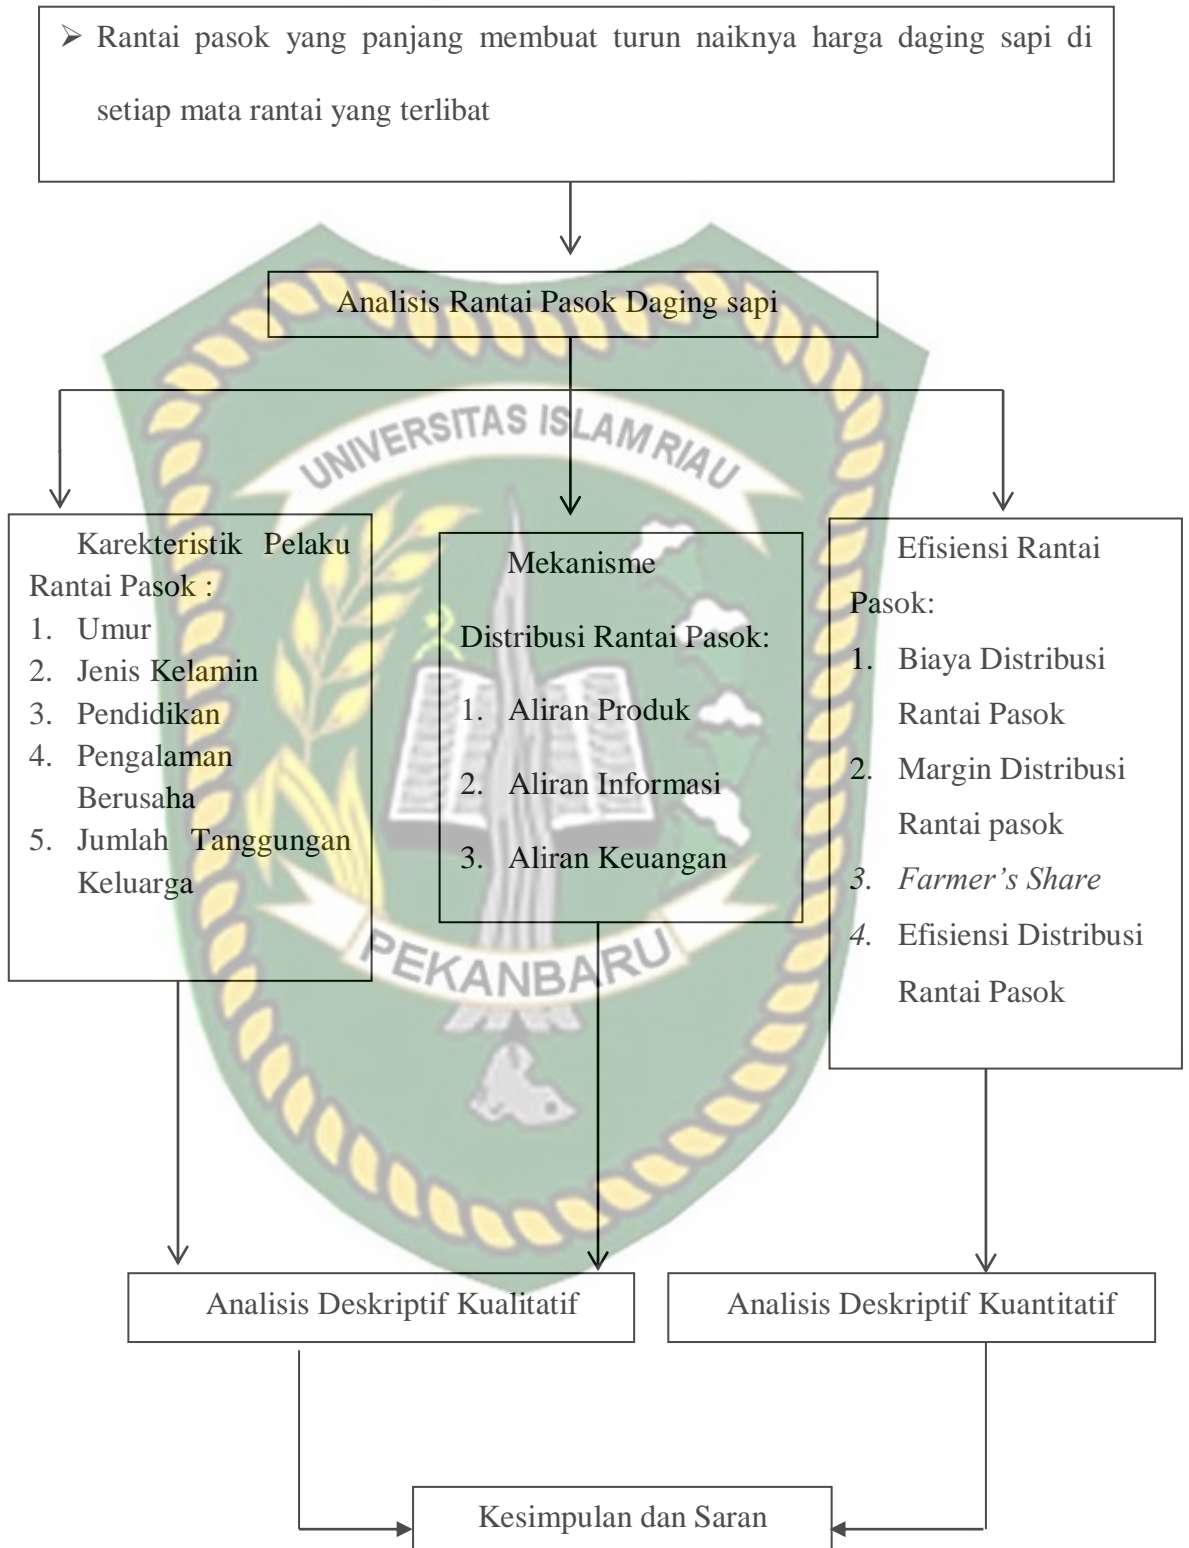 ➢ Rantai pasok yang panjang membuat turun naiknya harga daging sapi di
setiap mata rantai yang terlibat
Analisis Rantai Pasok Daging sapi
UNIVERSITAS ISLAM RIAU
Karekteristik Pelaku
Rantai Pasok :
1. Umur
2. Jenis Kelamin
3. Pendidikan
4. Pengalaman
Berusaha
5. Jumlah Tanggungan
Keluarga
Mekanisme
Distribusi Rantai Pasok:
1. Aliran Produk
2. Aliran Informasi
3. Aliran Keuangan
Efisiensi Rantai
Pasok:
1. Biaya Distribusi
Rantai Pasok
2. Margin Distribusi
Rantai pasok
3. Farmer’s Share
4. Efisiensi Distribusi
Rantai Pasok
PEKANBARU
Analisis Deskriptif Kualitatif
Analisis Deskriptif Kuantitatif
Kesimpulan dan Saran